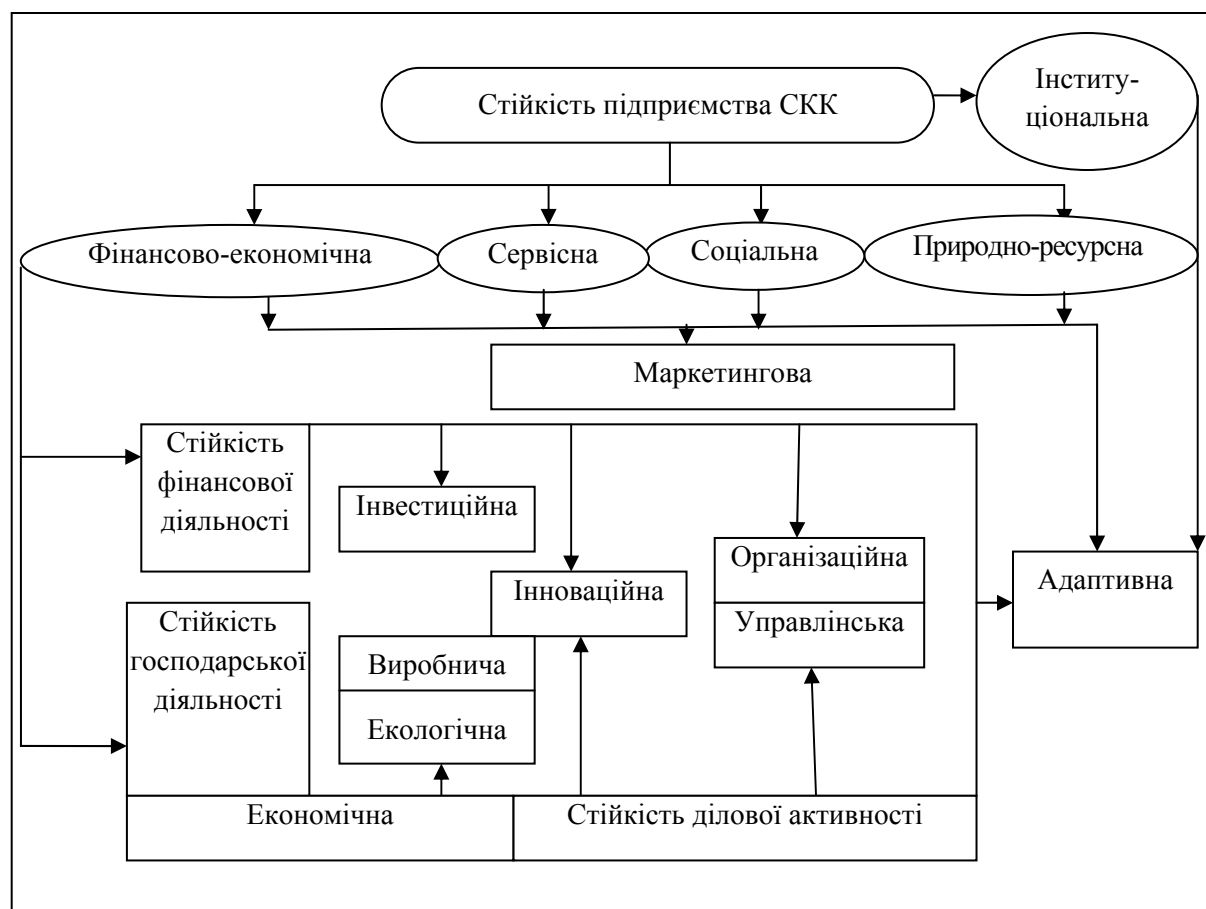 Стійкість підприємства СКК
Інститу-
ціональна
Фінансово-економічна
Сервісна
Соціальна
Природно-ресурсна
Маркетингова
Стійкість
фінансової
діяльності
Інвестиційна
Організаційна
Інноваційна
Адаптивна
Стійкість
господарської
діяльності
Управлінська
Виробнича
Екологічна
Економічна
Стійкість ділової активності